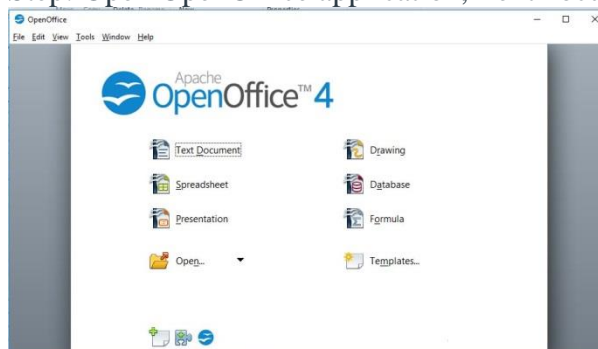 OpenOffice
File Edit View Tools Window Help
Apache
OpenOffice™ 4
Text Document
Drawing
Spreadsheet
Database
Presentation
Formula
Open...
Templates...